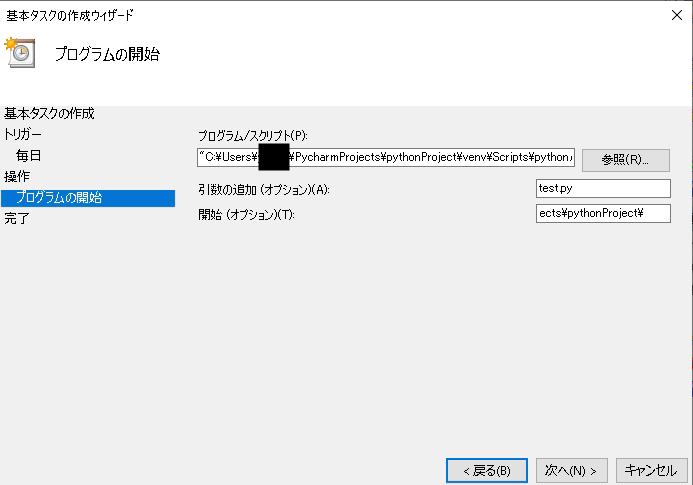 基本タスクの作成ウィザード
プログラムの開始
基本タスクの作成
トリガー
毎日
操作
プログラムの開始
完了
プログラム/スクリプト(P):
"C:¥Users¥ ¥PycharmProjects¥pythonProject¥venv¥Scripts¥python.
参照(R)...
引数の追加 (オプション)(A):
test.py
開始 (オプション)(T):
ects¥pythonProject¥
< 戻る(B)
次へ(N) >
キャンセル